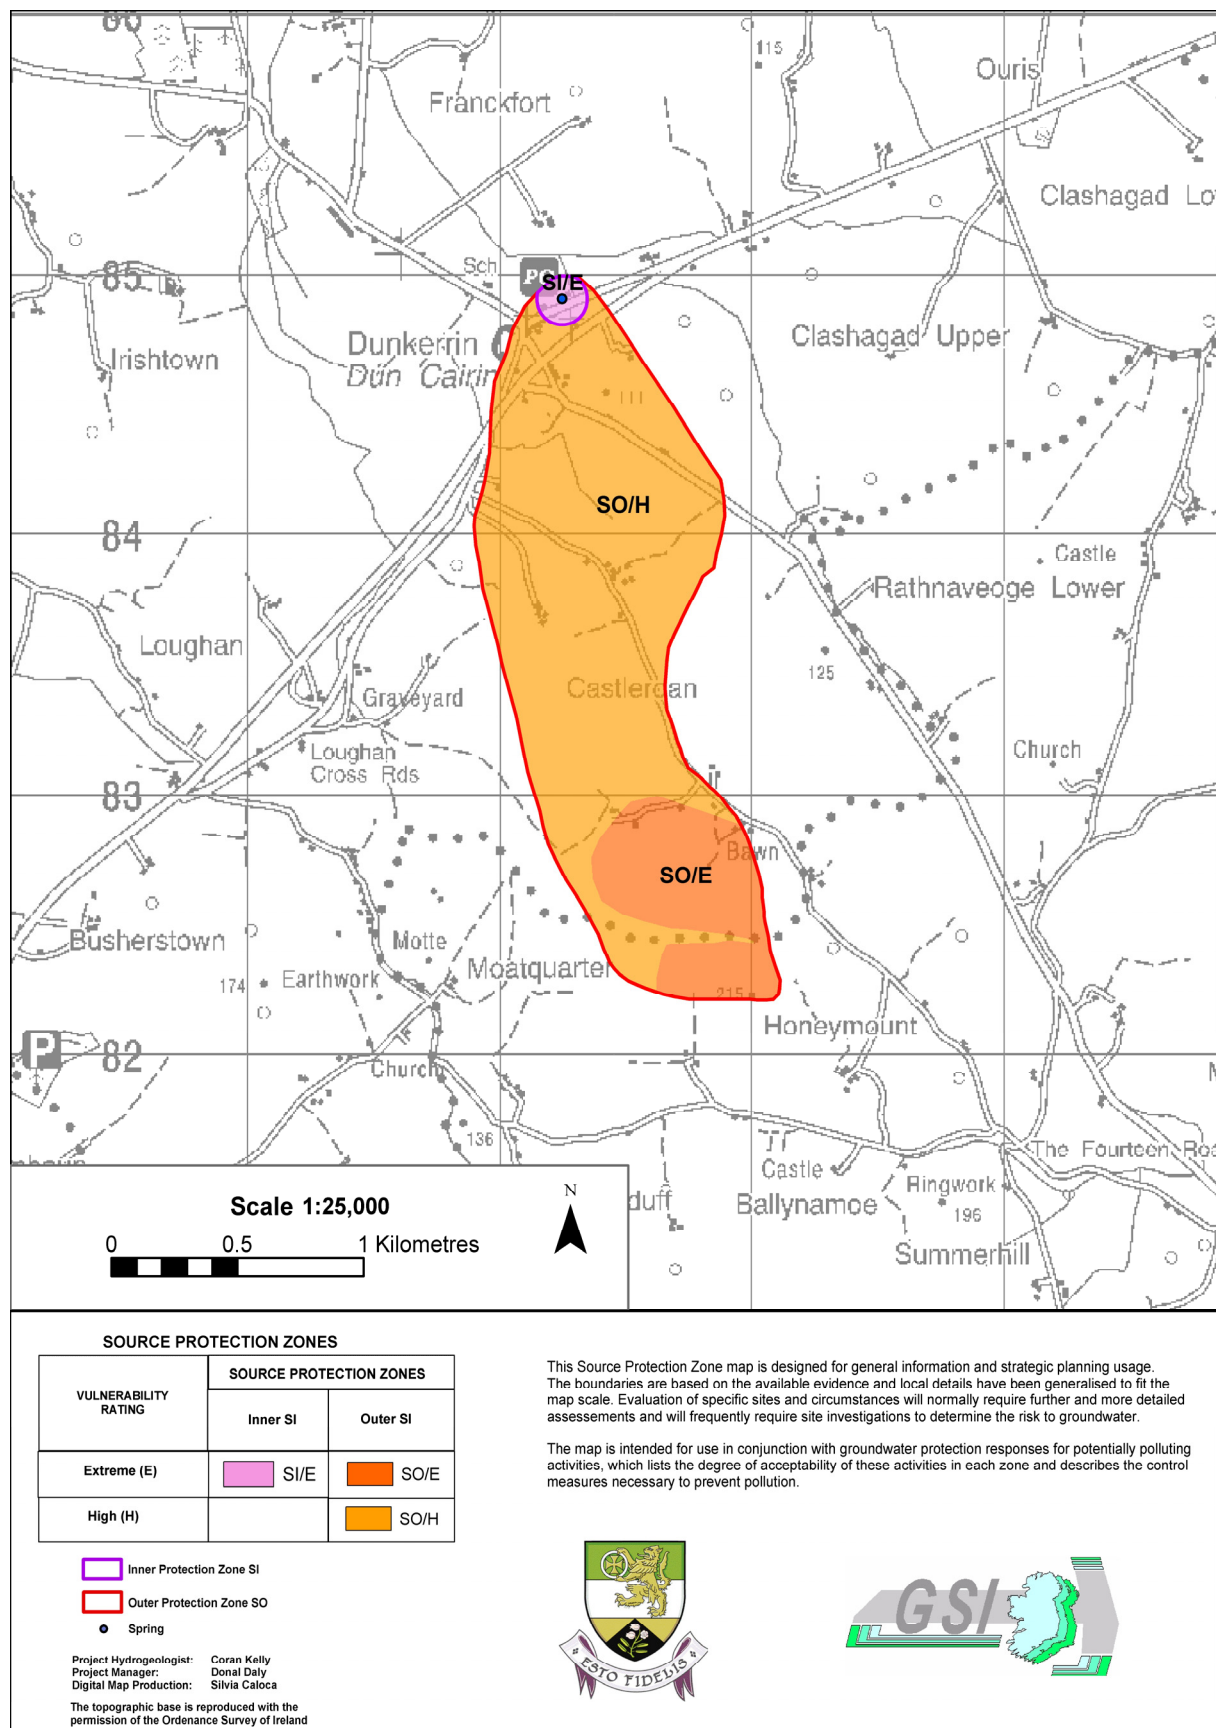 86
115
Ouris
Franckfort
Clashagad Lo
Sch
85
SI/E
Dunkerrin
Clashagad Upper
Irishtown
Dún Cairin
111
SO/H
84
Castle
Rathnaveoge Lower
Loughan
125
Castleroan
Graveyard
Church
Loughan
Cross Rds
83
Bawn
SO/E
Busherstown
Motte
Moatquarter
174
Earthwork
215
Honeymount
P
82
Church
136
The Fourteen Roa
Castle
Ringwork
duff
Ballynamoe
196
Summerhill
Scale 1:25,000
N
0 0.5 1 Kilometres
SOURCE PROTECTION ZONES
VULNERABILITY
RATING
SOURCE PROTECTION ZONES
Inner SI
Outer SI
Extreme (E)
SI/E
SO/E
High (H)
SO/H
Inner Protection Zone SI
Outer Protection Zone SO
Spring
Project Hydrogeologist: Coran Kelly
Project Manager: Donal Daly
Digital Map Production: Silvia Caloca
The topographic base is reproduced with the
permission of the Ordenance Survey of Ireland
This Source Protection Zone map is designed for general information and strategic planning usage.
The boundaries are based on the available evidence and local details have been generalised to fit the
map scale. Evaluation of specific sites and circumstances will normally require further and more detailed
assessements and will frequently require site investigations to determine the risk to groundwater.
The map is intended for use in conjunction with groundwater protection responses for potentially polluting
activities, which lists the degree of acceptability of these activities in each zone and describes the control
measures necessary to prevent pollution.
ESTO FIDELIS
GSI